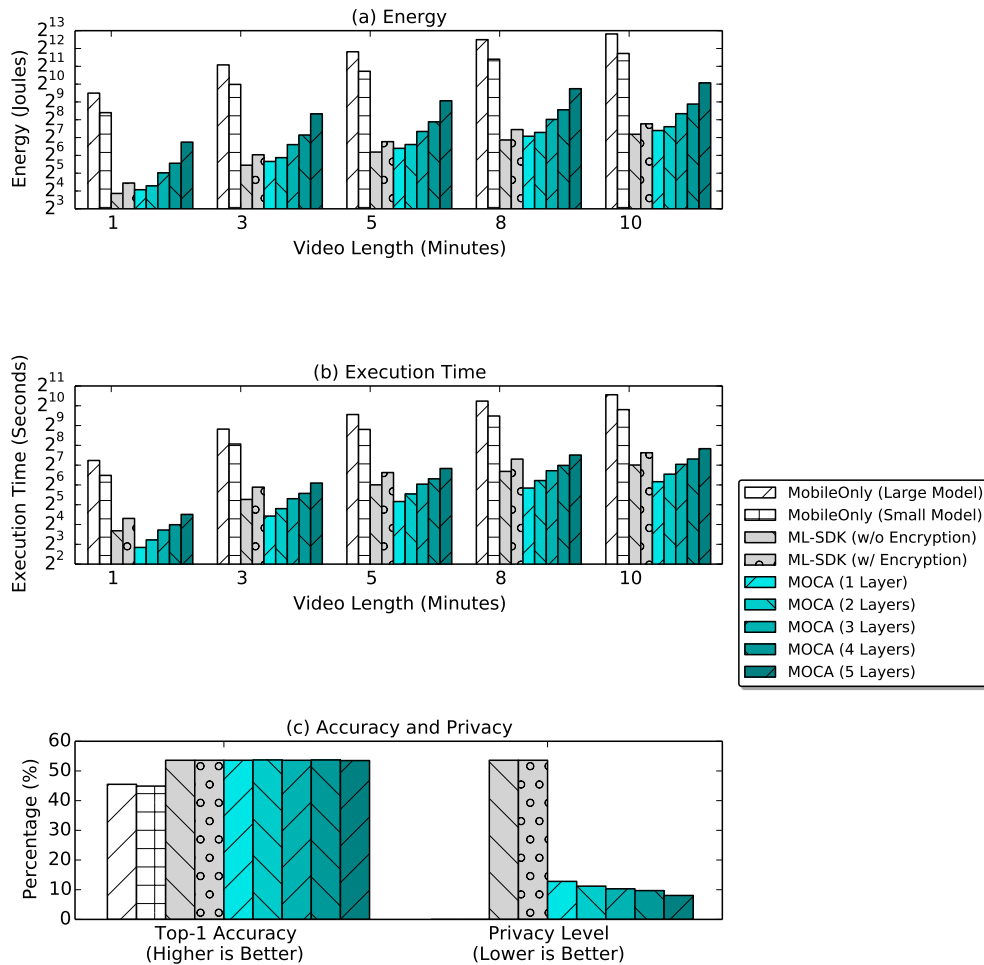 (a) Energy
Energy (Joules)
2^13
2^12
2^11
2^10
2^9
2^8
2^7
2^6
2^5
2^4
2^3
1 3 5 8 10
Video Length (Minutes)
(b) Execution Time
Execution Time (Seconds)
2^11
2^10
2^9
2^8
2^7
2^6
2^5
2^4
2^3
2^2
1 3 5 8 10
Video Length (Minutes)
MobileOnly (Large Model)
MobileOnly (Small Model)
ML-SDK (w/o Encryption)
ML-SDK (w/ Encryption)
MOCA (1 Layer)
MOCA (2 Layers)
MOCA (3 Layers)
MOCA (4 Layers)
MOCA (5 Layers)
(c) Accuracy and Privacy
Percentage (%)
60
50
40
30
20
10
0
Top-1 Accuracy
(Higher is Better)
Privacy Level
(Lower is Better)